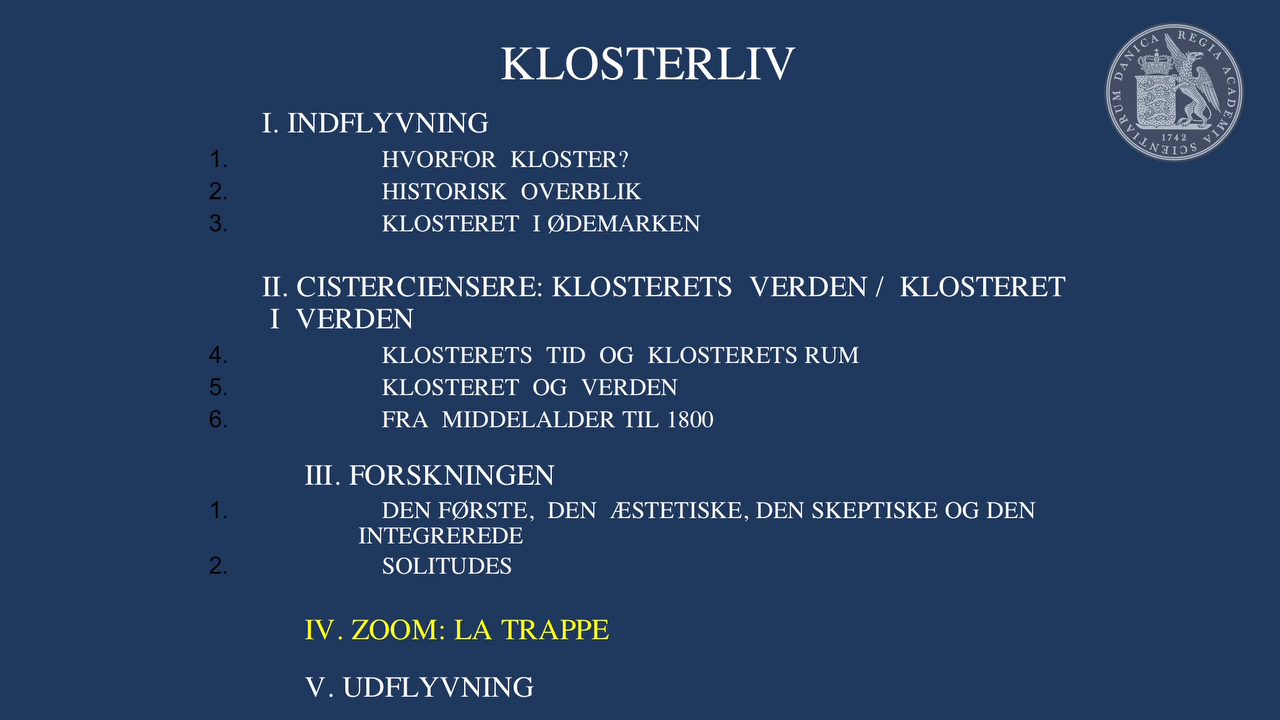 KLOSTERLIV
REGIA ACADEMIA SCIENTIARUM DANICA
1742
I. INDFLYVNING
1. HVORFOR KLOSTER?
2. HISTORISK OVERBLIK
3. KLOSTERET I ØDEMARKEN
II. CISTERCIENSERE: KLOSTERETS VERDEN / KLOSTERET
I VERDEN
4. KLOSTERETS TID OG KLOSTERETS RUM
5. KLOSTERET OG VERDEN
6. FRA MIDDELALDER TIL 1800
III. FORSKNINGEN
1. DEN FØRSTE, DEN ÆSTETISKE, DEN SKEPTISKE OG DEN
INTEGREREDE
2. SOLITUDES
IV. ZOOM: LA TRAPPE
V. UDFLYVNING